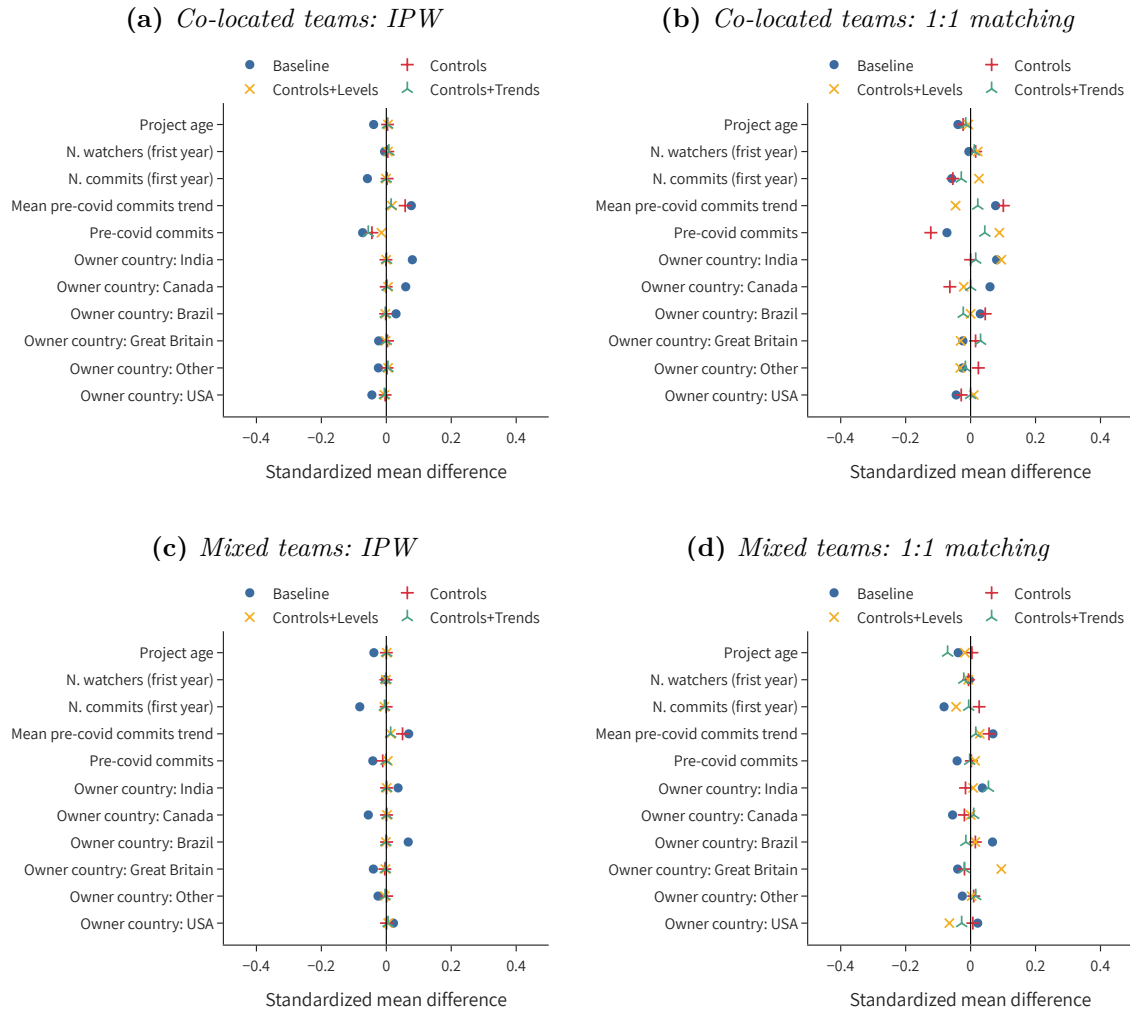 (a) Co-located teams: IPW
Baseline
Controls
Controls+Levels
Controls+Trends
Project age
N. watchers (frist year)
N. commits (first year)
Mean pre-covid commits trend
Pre-covid commits
Owner country: India
Owner country: Canada
Owner country: Brazil
Owner country: Great Britain
Owner country: Other
Owner country: USA
−0.4 −0.2 0 0.2 0.4
Standardized mean difference
(b) Co-located teams: 1:1 matching
Baseline
Controls
Controls+Levels
Controls+Trends
Project age
N. watchers (frist year)
N. commits (first year)
Mean pre-covid commits trend
Pre-covid commits
Owner country: India
Owner country: Canada
Owner country: Brazil
Owner country: Great Britain
Owner country: Other
Owner country: USA
−0.4 −0.2 0 0.2 0.4
Standardized mean difference
(c) Mixed teams: IPW
Baseline
Controls
Controls+Levels
Controls+Trends
Project age
N. watchers (frist year)
N. commits (first year)
Mean pre-covid commits trend
Pre-covid commits
Owner country: India
Owner country: Canada
Owner country: Brazil
Owner country: Great Britain
Owner country: Other
Owner country: USA
−0.4 −0.2 0 0.2 0.4
Standardized mean difference
(d) Mixed teams: 1:1 matching
Baseline
Controls
Controls+Levels
Controls+Trends
Project age
N. watchers (frist year)
N. commits (first year)
Mean pre-covid commits trend
Pre-covid commits
Owner country: India
Owner country: Canada
Owner country: Brazil
Owner country: Great Britain
Owner country: Other
Owner country: USA
−0.4 −0.2 0 0.2 0.4
Standardized mean difference